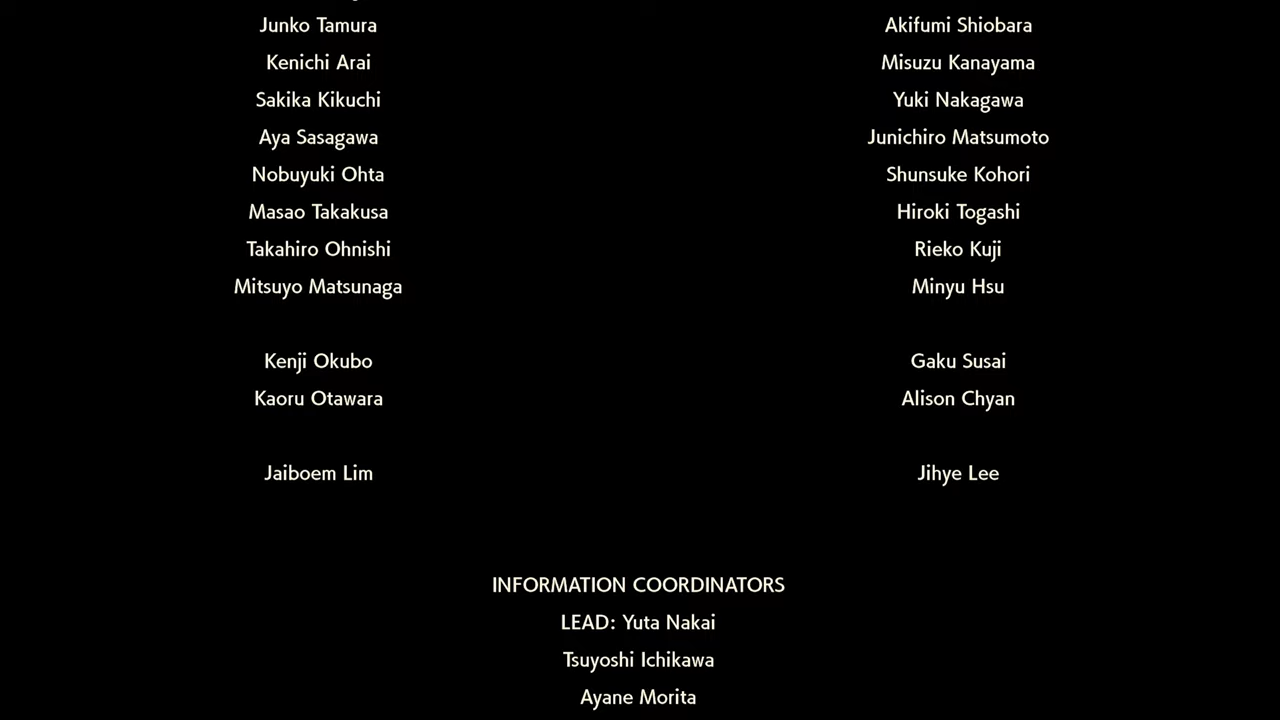 Junko Tamura Akifumi Shiobara
Kenichi Arai Misuzu Kanayama
Sakika Kikuchi Yuki Nakagawa
Aya Sasagawa Junichiro Matsumoto
Nobuyuki Ohta Shunsuke Kohori
Masao Takakusa Hiroki Togashi
Takahiro Ohnishi Rieko Kuji
Mitsuyo Matsunaga Minyu Hsu
Kenji Okubo Gaku Susai
Kaoru Otawara Alison Chyan
Jaiboem Lim Jihye Lee
INFORMATION COORDINATORS
LEAD: Yuta Nakai
Tsuyoshi Ichikawa
Ayane Morita